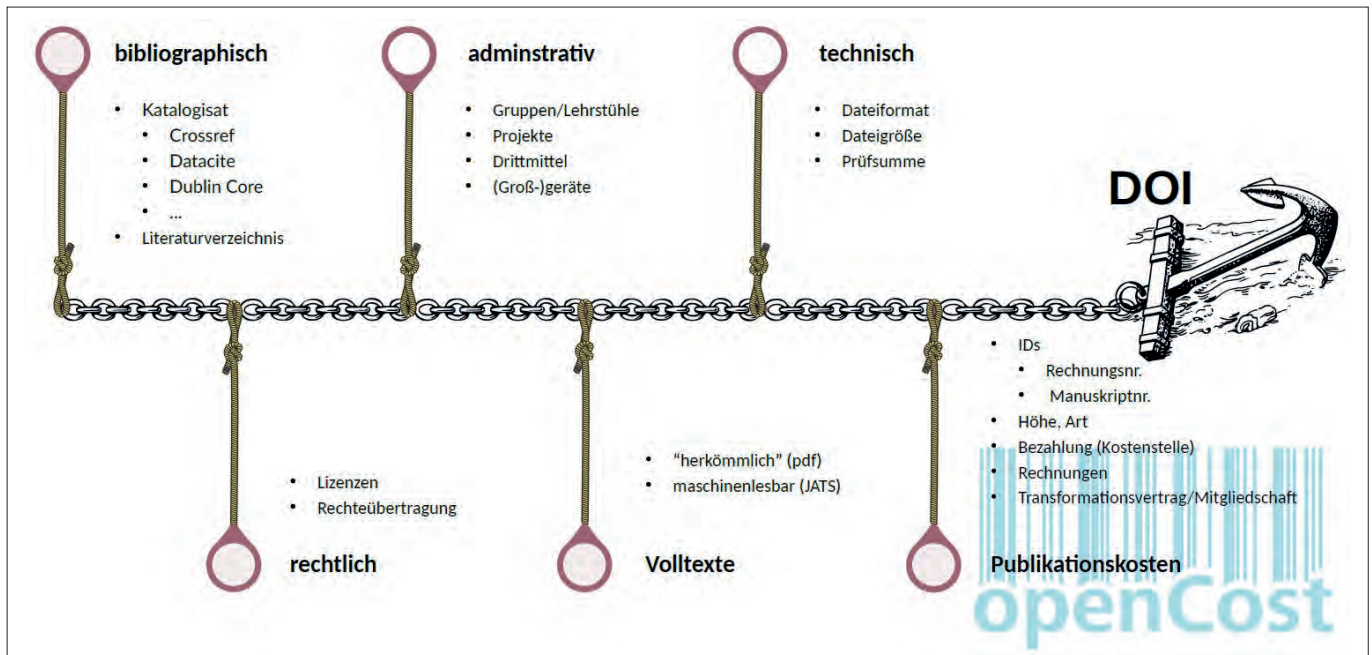 bibliographisch
Katalogisat
Crossref
Datacite
Dublin Core
...
Literaturverzeichnis
adminstrativ
Gruppen/Lehrstühle
Projekte
Drittmittel
(Groß-)geräte
technisch
Dateiformat
Dateigröße
Prüfsumme
DOI
Lizenzen
Rechteübertragung
rechtlich
"herkömmlich" (pdf)
maschinenlesbar (JATS)
Volltexte
IDs
Rechnungsnr.
Manuskriptnr.
Höhe, Art
Bezahlung (Kostenstelle)
Rechnungen
Transformationsvertrag/Mitgliedschaft
Publikationskosten
openCost